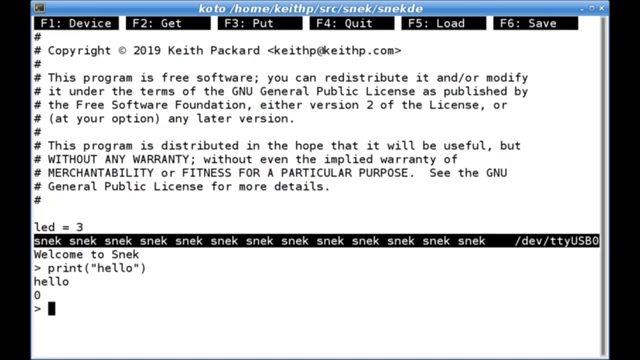 koto /home/keithp/src/snek/snekde
F1: Device F2: Get F3: Put F4: Quit F5: Load F6: Save
#
# Copyright © 2019 Keith Packard <keithp@keithp.com>
#
# This program is free software; you can redistribute it and/or modify
# it under the terms of the GNU General Public License as published by
# the Free Software Foundation, either version 2 of the License, or
# (at your option) any later version.
#
# This program is distributed in the hope that it will be useful, but
# WITHOUT ANY WARRANTY; without even the implied warranty of
# MERCHANTABILITY or FITNESS FOR A PARTICULAR PURPOSE.  See the GNU
# General Public License for more details.
#
led = 3
snek snek snek snek snek snek snek snek snek snek snek snek snek /dev/ttyUSB0
Welcome to Snek
> print("hello")
hello
0
>